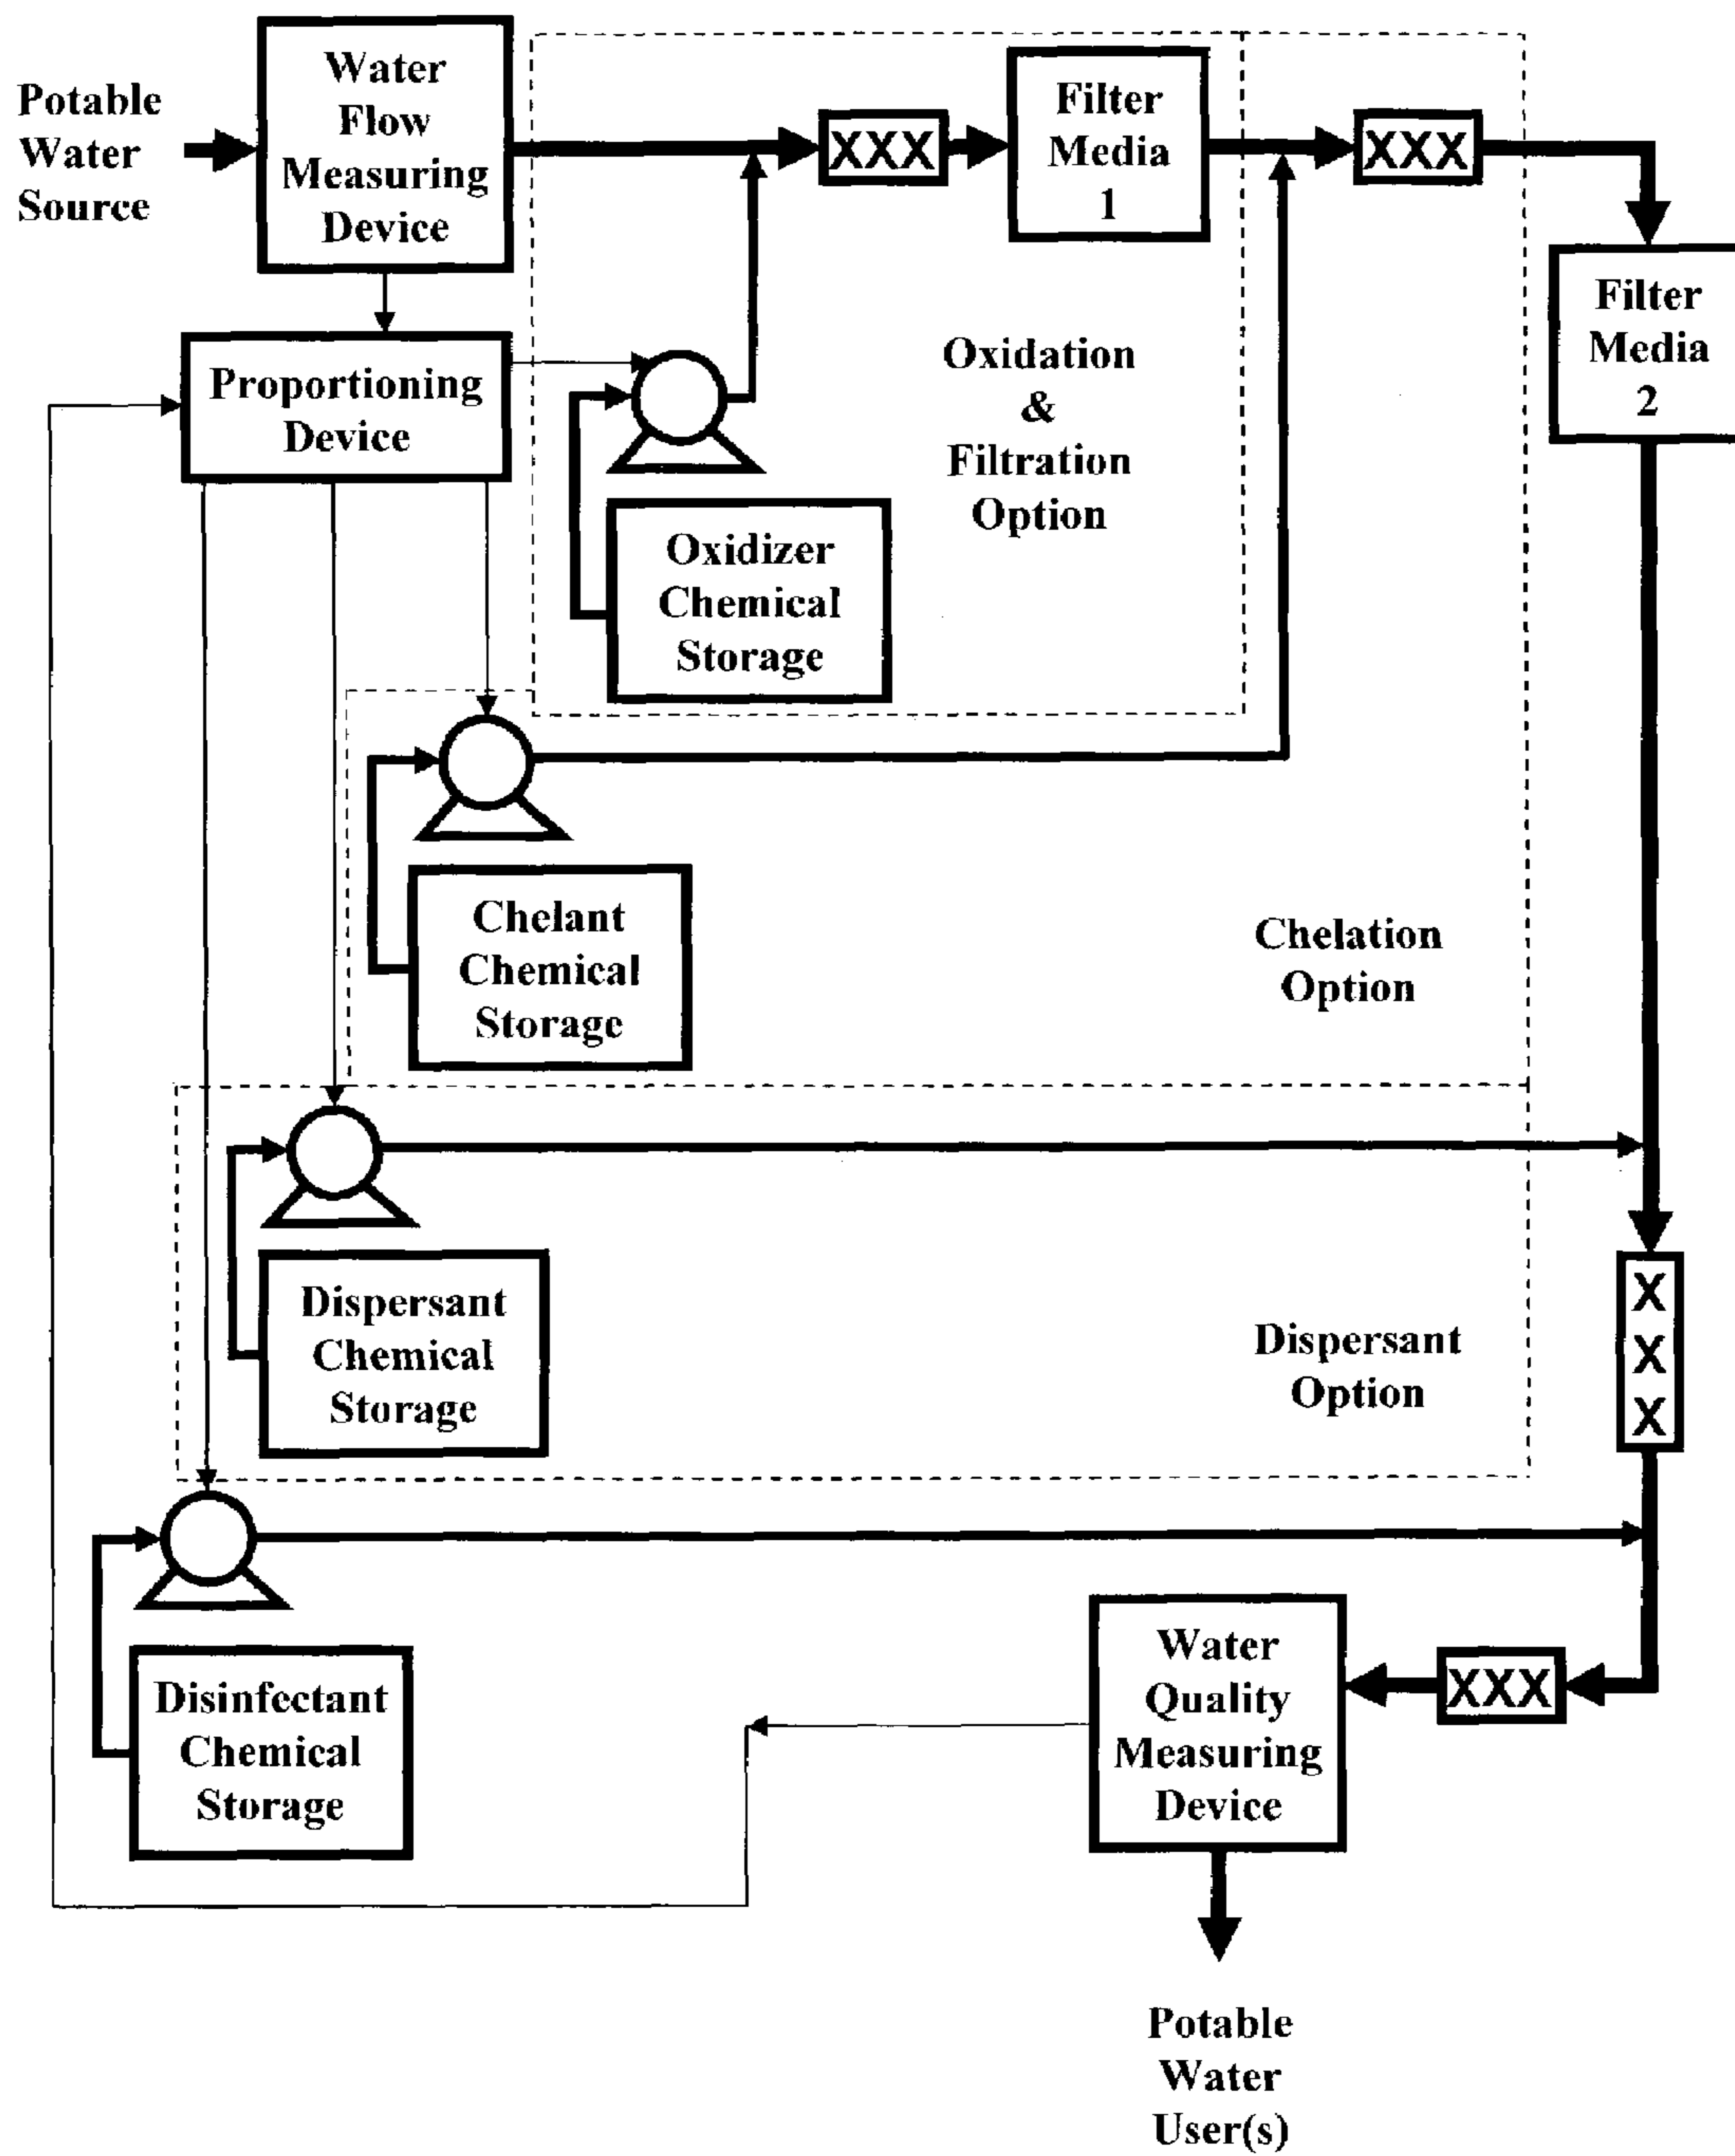 Potable
Water
Source
Water
Flow
Measuring
Device
XXX
Filter
Media
1
XXX
Filter
Media
2
Proportioning
Device
Oxidation
&
Filtration
Option
Oxidizer
Chemical
Storage
Chelant
Chemical
Storage
Chelation
Option
Dispersant
Chemical
Storage
Dispersant
Option
X
X
X
Disinfectant
Chemical
Storage
Water
Quality
Measuring
Device
XXX
Potable
Water
User(s)